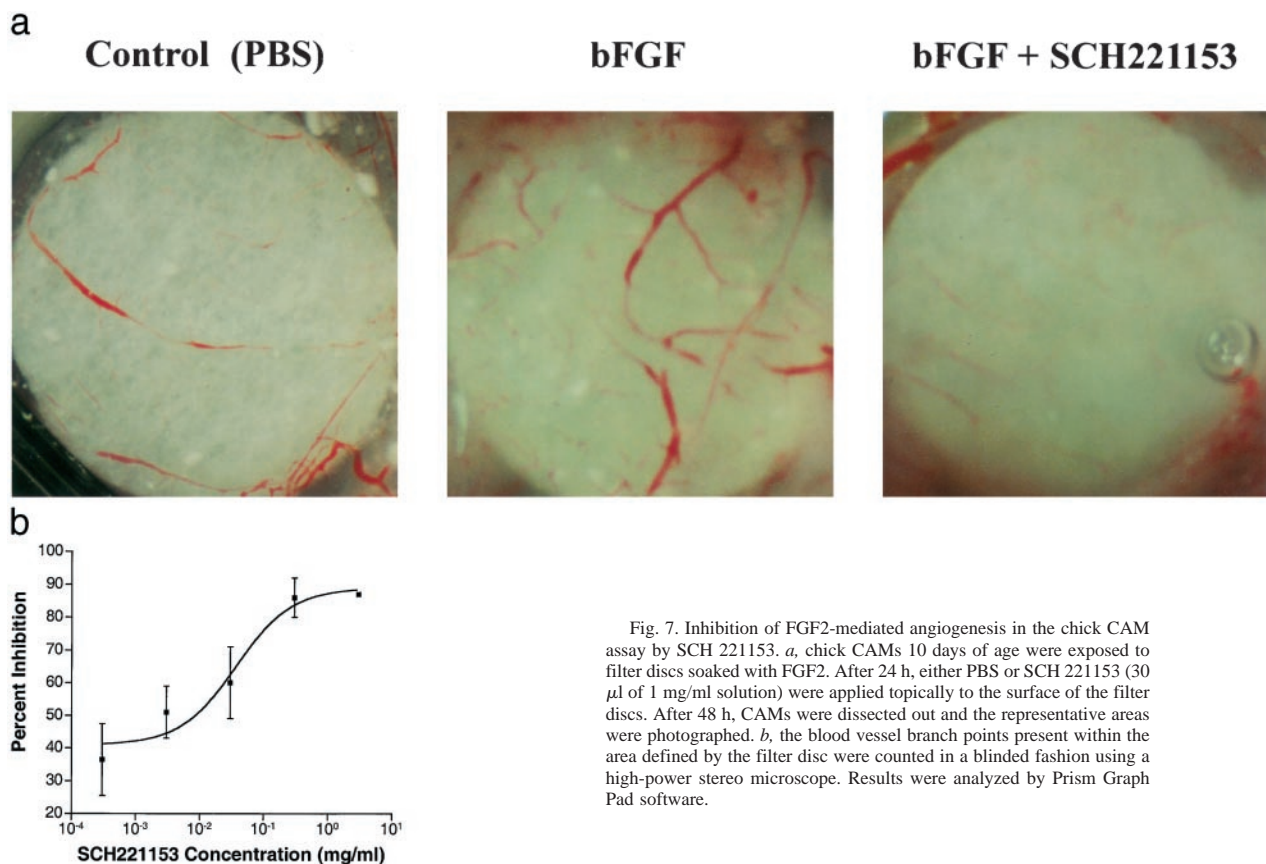 a
Control (PBS)
bFGF
bFGF + SCH221153
b
Percent Inhibition
100
90
80
70
60
50
40
30
20
10⁻⁴
10⁻³
10⁻²
10⁻¹
10⁰
10¹
SCH221153 Concentration (mg/ml)
Fig. 7. Inhibition of FGF2-mediated angiogenesis in the chick CAM
assay by SCH 221153. a, chick CAMs 10 days of age were exposed to
filter discs soaked with FGF2. After 24 h, either PBS or SCH 221153 (30
μl of 1 mg/ml solution) were applied topically to the surface of the filter
discs. After 48 h, CAMs were dissected out and the representative areas
were photographed. b, the blood vessel branch points present within the
area defined by the filter disc were counted in a blinded fashion using a
high-power stereo microscope. Results were analyzed by Prism Graph
Pad software.